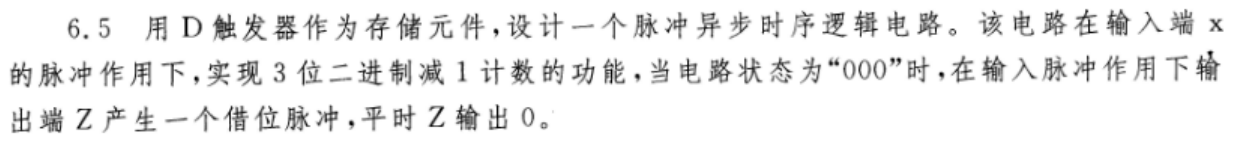 6.5 用 D 触发器作为存储元件,设计一个脉冲异步时序逻辑电路。该电路在输入端 x
的脉冲作用下,实现 3 位二进制减 1 计数的功能,当电路状态为“000”时,在输入脉冲作用下输
出端 Z 产生一个借位脉冲,平时 Z 输出 0。